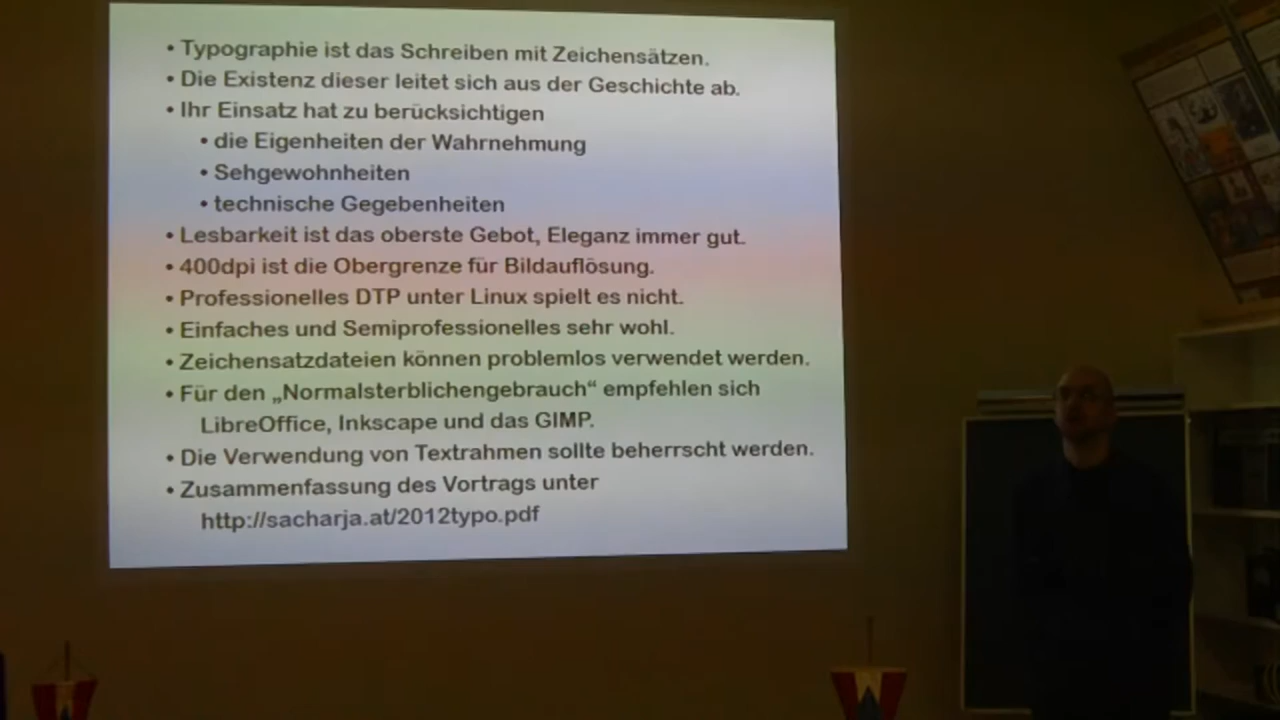 • Typographie ist das Schreiben mit Zeichensätzen.
• Die Existenz dieser leitet sich aus der Geschichte ab.
• Ihr Einsatz hat zu berücksichtigen
• die Eigenheiten der Wahrnehmung
• Sehgewohnheiten
• technische Gegebenheiten
• Lesbarkeit ist das oberste Gebot, Eleganz immer gut.
• 400dpi ist die Obergrenze für Bildauflösung.
• Professionelles DTP unter Linux spielt es nicht.
• Einfaches und Semiprofessionelles sehr wohl.
• Zeichensatzdateien können problemlos verwendet werden.
• Für den „Normalsterblichengebrauch“ empfehlen sich
LibreOffice, Inkscape und das GIMP.
• Die Verwendung von Textrahmen sollte beherrscht werden.
• Zusammenfassung des Vortrags unter
http://sacharja.at/2012typo.pdf